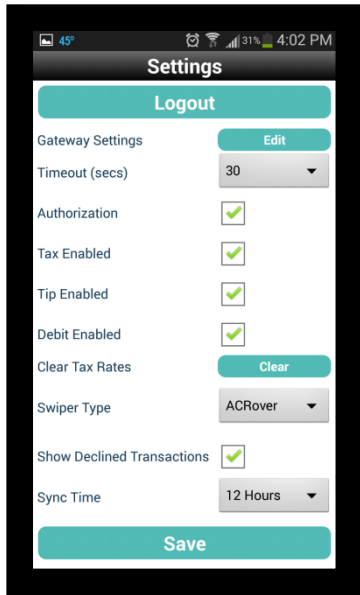 45° 31% 4:02 PM
Settings
Logout
Gateway Settings Edit
Timeout (secs) 30
Authorization
Tax Enabled
Tip Enabled
Debit Enabled
Clear Tax Rates Clear
Swiper Type ACRover
Show Declined Transactions
Sync Time 12 Hours
Save